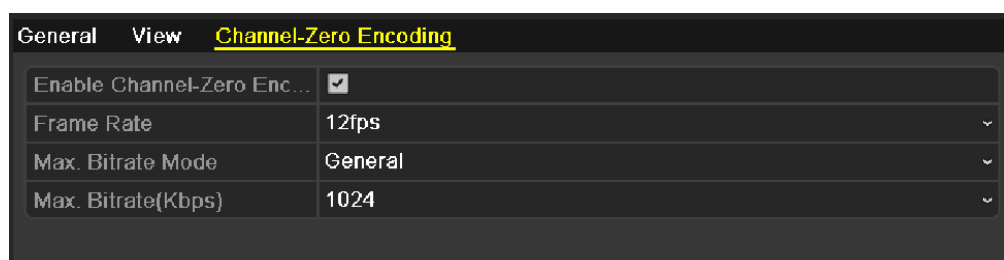 General View Channel-Zero Encoding
Enable Channel-Zero Enc...
Frame Rate 12fps
Max. Bitrate Mode General
Max. Bitrate(Kbps) 1024